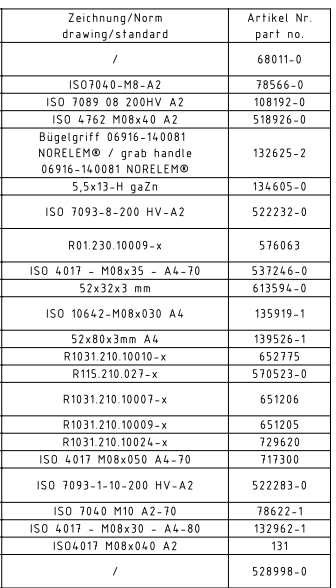 Zeichnung/Norm Artikel Nr.
drawing/standard part no.
/ 68011-0
ISO7040-M8-A2 78566-0
ISO 7089 08 200HV A2 108192-0
ISO 4762 M08x40 A2 518926-0
Bügelgriff 06916-140081
NORELEM® / grab handle 132625-2
06916-140081 NORELEM®
5,5x13-H gaZn 134605-0
ISO 7093-8-200 HV-A2 522232-0
R01.230.10009-x 576063
ISO 4017 - M08x35 - A4-70 537246-0
52x32x3 mm 613594-0
ISO 10642-M08x030 A4 135919-1
52x80x3mm A4 139526-1
R1031.210.10010-x 652775
R115.210.027-x 570523-0
R1031.210.10007-x 651206
R1031.210.10009-x 651205
R1031.210.10024-x 729620
ISO 4017 M08x050 A4-70 717300
ISO 7093-1-10-200 HV-A2 522283-0
ISO 7040 M10 A2-70 78622-1
ISO 4017 - M08x30 - A4-80 132962-1
ISO4017 M08x040 A2 131
/ 528998-0